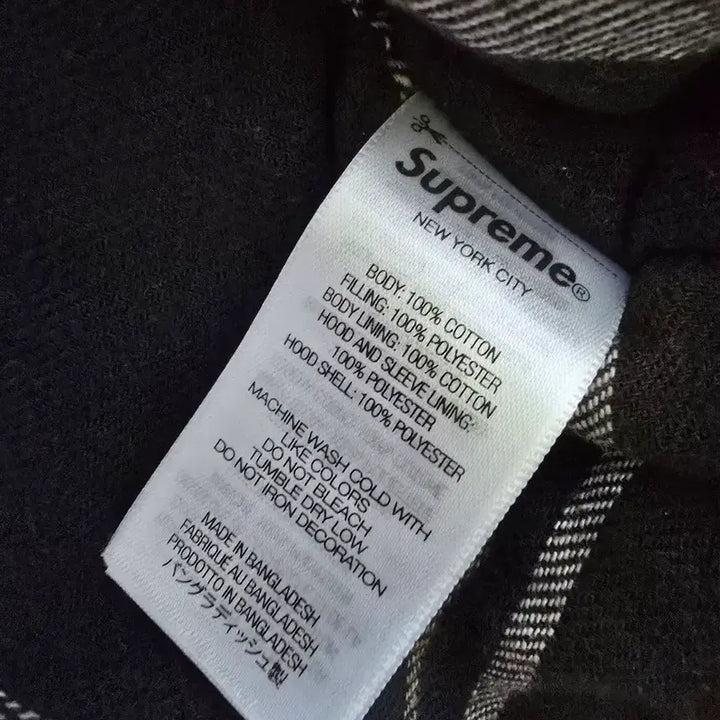 Supreme®
NEW YORK CITY
BODY: 100% COTTON
FILLING: 100% POLYESTER
BODY LINING: 100% COTTON
HOOD AND SLEEVE LINING:
100% POLYESTER
HOOD SHELL: 100% POLYESTER
MACHINE WASH COLD WITH
LIKE COLORS
DO NOT BLEACH
TUMBLE DRY LOW
DO NOT IRON DECORATION
MADE IN BANGLADESH
FABRIQUÉ AU BANGLADESH
PRODOTTO IN BANGLADESH
バングラディッシュ製